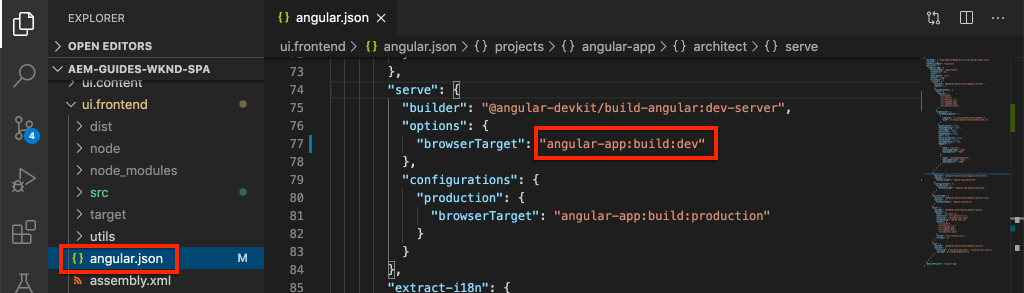 EXPLORER
OPEN EDITORS
AEM-GUIDES-WKND-SPA
ui.content
ui.frontend
dist
node
node_modules
src
target
utils
angular.json M
assembly.xml
4
angular.json
ui.frontend > angular.json > projects > angular-app > architect > serve
73 },
74 "serve": {
75 "builder": "@angular-devkit/build-angular:dev-server",
76 "options": {
77 "browserTarget": "angular-app:build:dev"
78 },
79 "configurations": {
80 "production": {
81 "browserTarget": "angular-app:build:production"
82 }
83 }
84 },
85 "extract-i18n": {